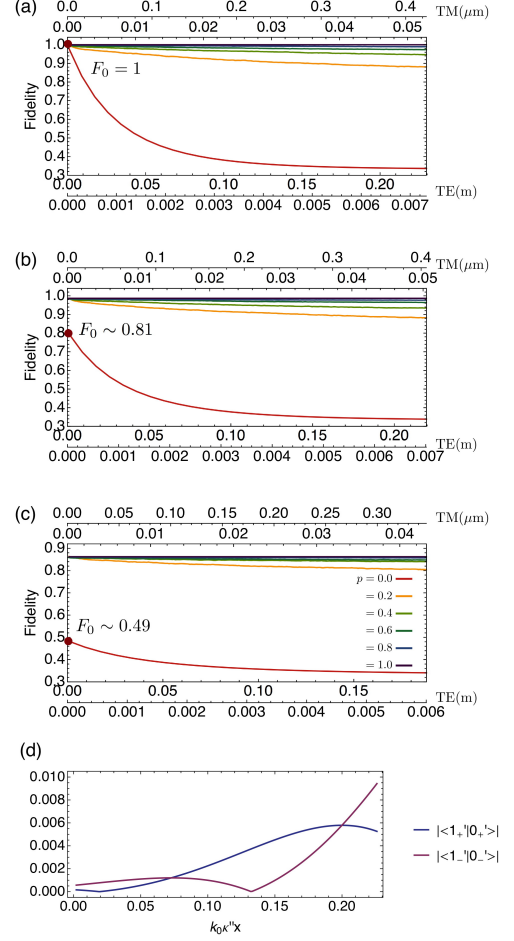 (a)
0.0 0.1 0.2 0.3 0.4 TM(μm)
0.00 0.01 0.02 0.03 0.04 0.05
1.0
0.9
0.8
0.7
0.6
0.5
0.4
0.3
Fidelity
F₀ = 1
0.00 0.05 0.10 0.15 0.20
TE(m)
0.000 0.001 0.002 0.003 0.004 0.005 0.006 0.007
(b)
0.0 0.1 0.2 0.3 0.4
TM(μm)
0.00 0.01 0.02 0.03 0.04 0.05
1.0
0.9
0.8
0.7
0.6
0.5
0.4
0.3
Fidelity
F₀ ∼ 0.81
0.00 0.05 0.10 0.15 0.20
TE(m)
0.000 0.001 0.002 0.003 0.004 0.005 0.006 0.007
(c)
0.00 0.05 0.10 0.15 0.20 0.25 0.30
TM(μm)
0.00 0.01 0.02 0.03 0.04
0.9
0.8
0.7
0.6
0.5
0.4
0.3
Fidelity
F₀ ∼ 0.49
p = 0.0
= 0.2
= 0.4
= 0.6
= 0.8
= 1.0
0.00 0.05 0.10 0.15
TE(m)
0.000 0.001 0.002 0.003 0.004 0.005 0.006
(d)
0.010
0.008
0.006
0.004
0.002
0.000
0.00 0.05 0.10 0.15 0.20
k₀κ''x
|<1₊'|0₊'>|
|<1₋'|0₋'>|